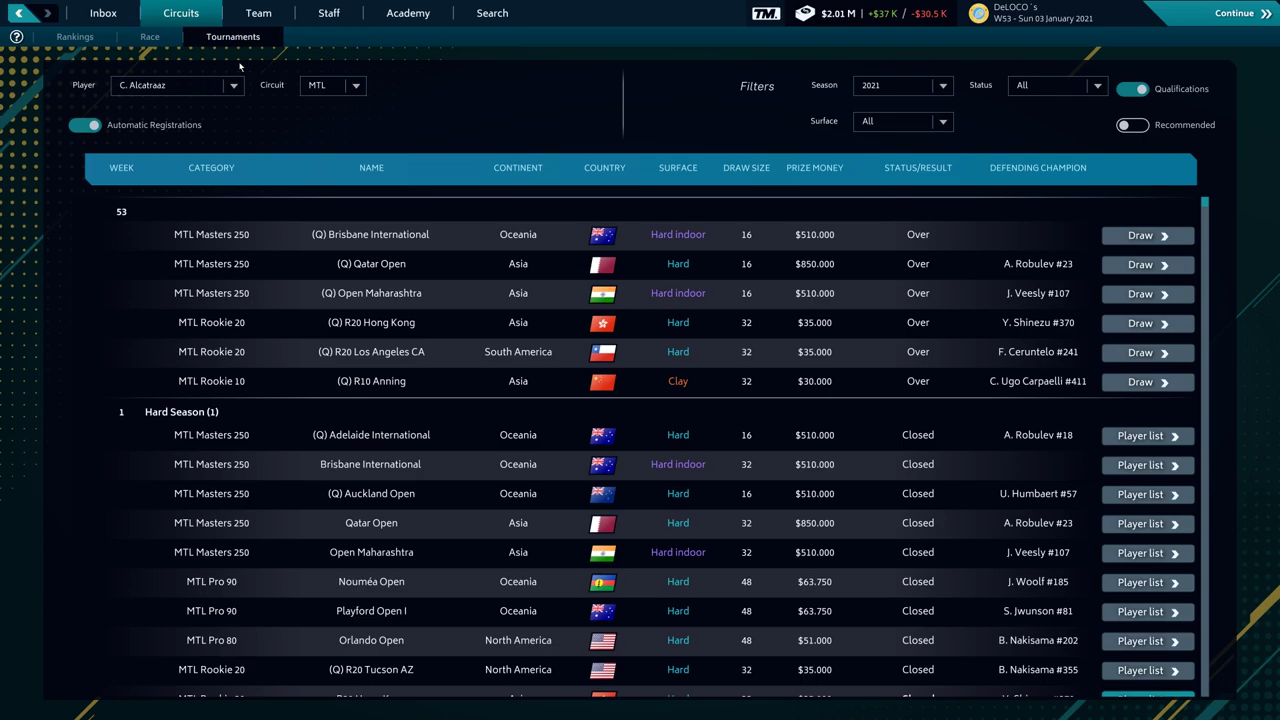 Inbox Circuits Team Staff Academy Search TM. $2.01 M | +$37 K / -$30.5 K DeLOCO´s Continue
W53 - Sun 03 January 2021
? Rankings Race Tournaments
Player C. Alcatraaz Circuit MTL Filters Season 2021 Status All Qualifications
Surface All Recommended
Automatic Registrations
WEEK CATEGORY NAME CONTINENT COUNTRY SURFACE DRAW SIZE PRIZE MONEY STATUS/RESULT DEFENDING CHAMPION
53
MTL Masters 250 (Q) Brisbane International Oceania Hard indoor 16 $510.000 Over Draw
MTL Masters 250 (Q) Qatar Open Asia Hard 16 $850.000 Over A. Robulev #23 Draw
MTL Masters 250 (Q) Open Maharashtra Asia Hard indoor 16 $510.000 Over J. Veesly #107 Draw
MTL Rookie 20 (Q) R20 Hong Kong Asia Hard 32 $35.000 Over Y. Shinezu #370 Draw
MTL Rookie 20 (Q) R20 Los Angeles CA South America Hard 32 $35.000 Over F. Ceruntelo #241 Draw
MTL Rookie 10 (Q) R10 Anning Asia Clay 32 $30.000 Over C. Ugo Carpaelli #411 Draw
1 Hard Season (1)
MTL Masters 250 (Q) Adelaide International Oceania Hard 16 $510.000 Closed A. Robulev #18 Player list
MTL Masters 250 Brisbane International Oceania Hard indoor 32 $510.000 Closed Player list
MTL Masters 250 (Q) Auckland Open Oceania Hard 16 $510.000 Closed U. Humbaert #57 Player list
MTL Masters 250 Qatar Open Asia Hard 32 $850.000 Closed A. Robulev #23 Player list
MTL Masters 250 Open Maharashtra Asia Hard indoor 32 $510.000 Closed J. Veesly #107 Player list
MTL Pro 90 Nouméa Open Oceania Hard 48 $63.750 Closed J. Woolf #185 Player list
MTL Pro 90 Playford Open I Oceania Hard 48 $63.750 Closed S. Jwunson #81 Player list
MTL Pro 80 Orlando Open North America Hard 48 $51.000 Closed B. Nakisama #202 Player list
MTL Rookie 20 (Q) R20 Tucson AZ North America Hard 32 $35.000 Closed B. Nakisama #355 Player list